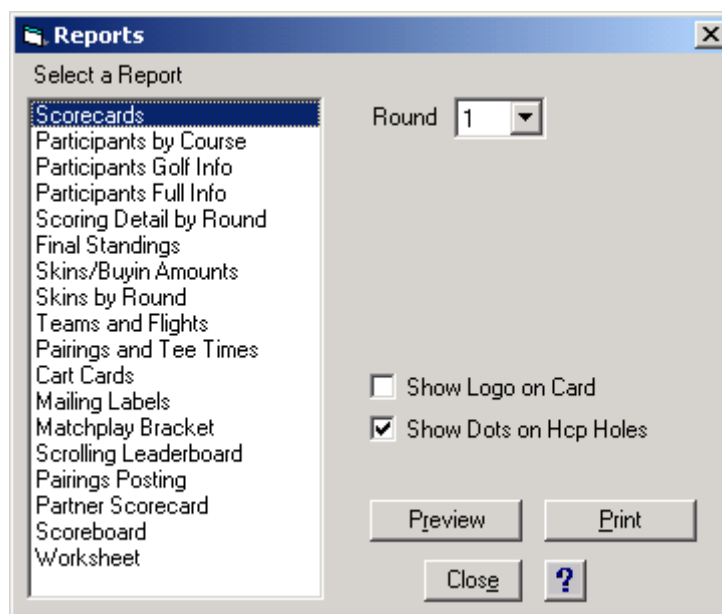 Reports
Select a Report
Scorecards
Participants by Course
Participants Golf Info
Participants Full Info
Scoring Detail by Round
Final Standings
Skins/Buyin Amounts
Skins by Round
Teams and Flights
Pairings and Tee Times
Cart Cards
Mailing Labels
Matchplay Bracket
Scrolling Leaderboard
Pairings Posting
Partner Scorecard
Scoreboard
Worksheet
Round 1
Show Logo on Card
Show Dots on Hcp Holes
Preview Print
Close ?